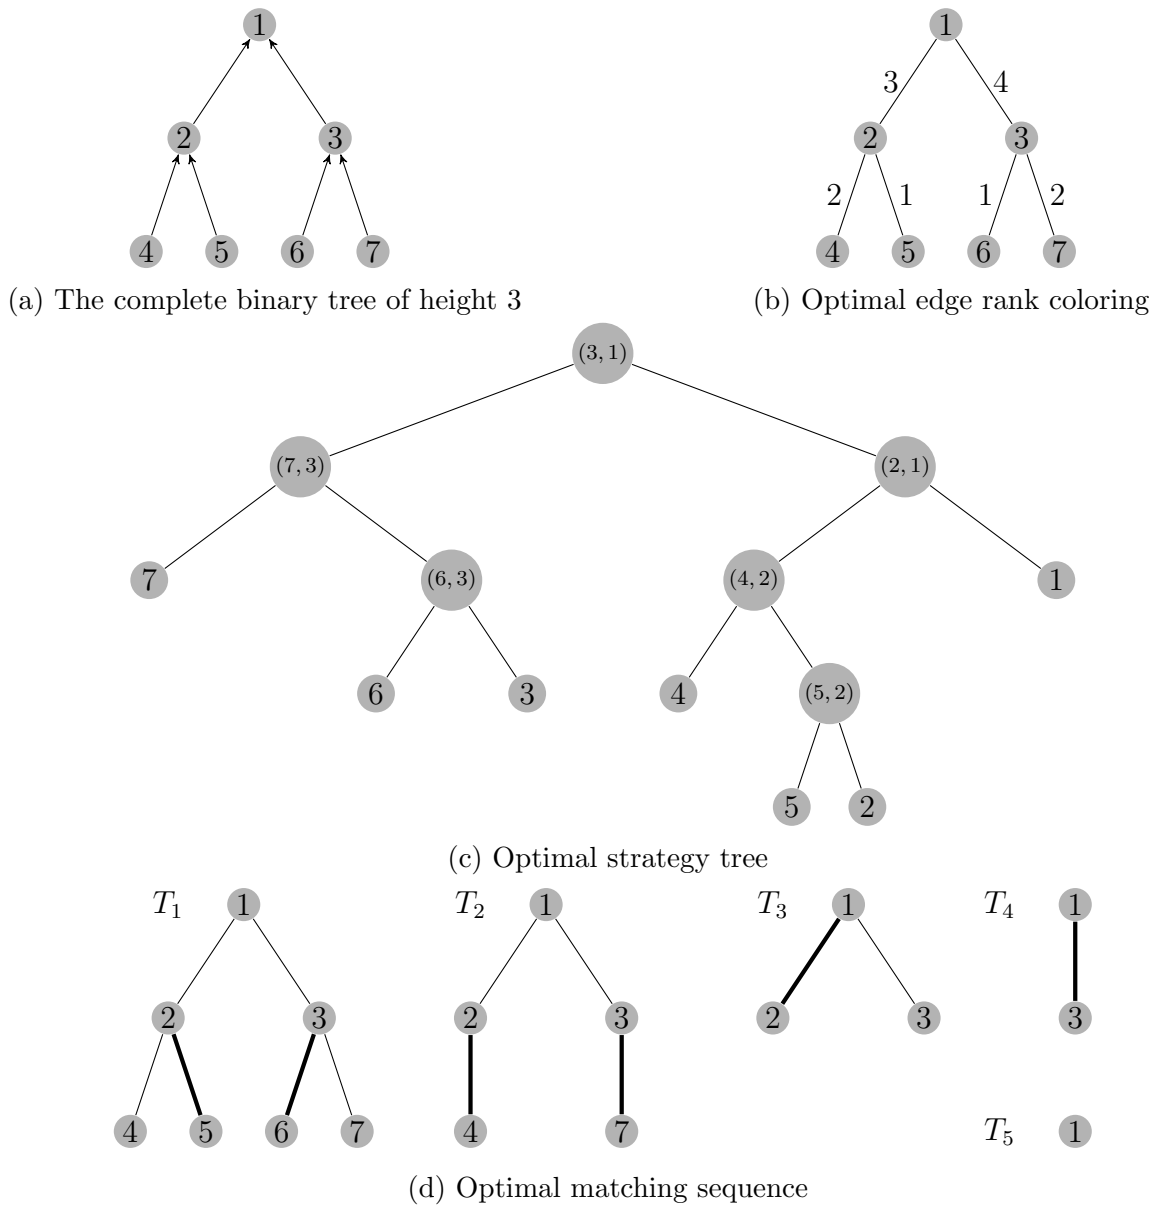 1 1
3 4
2 3 2 3
2 1 1 2
4 5 6 7 4 5 6 7
(a) The complete binary tree of height 3 (b) Optimal edge rank coloring
(3, 1)
(7, 3) (2, 1)
7 (6, 3) (4, 2) 1
6 3 4 (5, 2)
5 2
(c) Optimal strategy tree
T1 1 T2 1 T3 1 T4 1
2 3 2 3 2 3 3
4 5 6 7 4 7 T5 1
(d) Optimal matching sequence